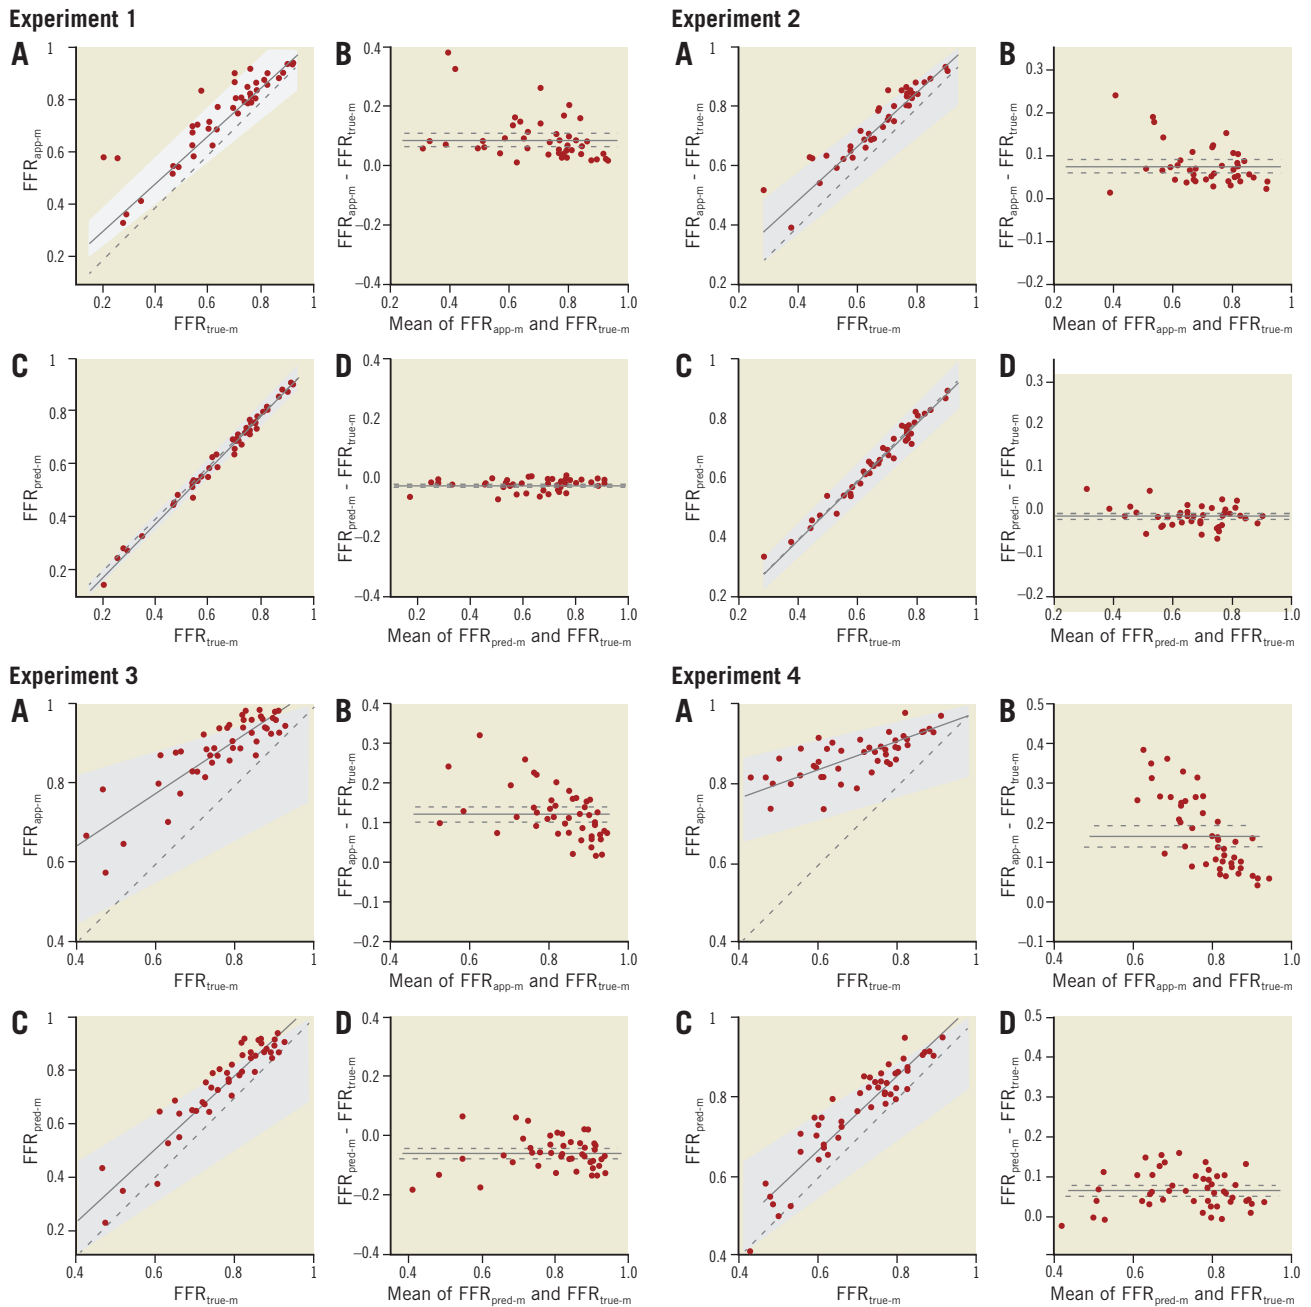 Experiment 1
A
FFRapp-m
1
0.8
0.6
0.4
0.2
0.2 0.4 0.6 0.8 1
FFRtrue-m
B
FFRapp-m - FFRtrue-m
0.4
0.2
0.0
–0.2
–0.4
0.2 0.4 0.6 0.8 1.0
Mean of FFRapp-m and FFRtrue-m
C
FFRpred-m
1
0.8
0.6
0.4
0.2
0.2 0.4 0.6 0.8 1
FFRtrue-m
D
FFRpred-m - FFRtrue-m
0.4
0.2
0.0
–0.2
–0.4
0.2 0.4 0.6 0.8 1.0
Mean of FFRpred-m and FFRtrue-m
Experiment 2
A
FFRapp-m - FFRtrue-m
1
0.8
0.6
0.4
0.2
0.2 0.4 0.6 0.8 1
FFRtrue-m
B
FFRapp-m - FFRtrue-m
0.3
0.2
0.1
0.0
–0.1
–0.2
0.2 0.4 0.6 0.8 1.0
Mean of FFRapp-m and FFRtrue-m
C
FFRpred-m
1
0.8
0.6
0.4
0.2
0.2 0.4 0.6 0.8 1
FFRtrue-m
D
FFRpred-m - FFRtrue-m
0.3
0.2
0.1
0.0
–0.1
–0.2
0.2 0.4 0.6 0.8 1.0
Mean of FFRpred-m and FFRtrue-m
Experiment 3
A
FFRapp-m
1
0.8
0.6
0.4
0.4 0.6 0.8 1
FFRtrue-m
B
FFRapp-m - FFRtrue-m
0.4
0.3
0.2
0.1
0.0
–0.1
–0.2
0.4 0.6 0.8 1.0
Mean of FFRapp-m and FFRtrue-m
C
FFRpred-m
1
0.8
0.6
0.4
0.2
0.4 0.6 0.8 1
FFRtrue-m
D
FFRpred-m - FFRtrue-m
0.4
0.2
0.0
–0.2
–0.4
0.4 0.6 0.8 1.0
Mean of FFRpred-m and FFRtrue-m
Experiment 4
A
FFRapp-m
1
0.8
0.6
0.4
0.4 0.6 0.8 1
FFRtrue-m
B
FFRapp-m - FFRtrue-m
0.5
0.4
0.3
0.2
0.1
0.0
–0.1
0.4 0.6 0.8 1.0
Mean of FFRapp-m and FFRtrue-m
C
FFRpred-m
1
0.8
0.6
0.4
0.4 0.6 0.8 1
FFRtrue-m
D
FFRpred-m - FFRtrue-m
0.5
0.4
0.3
0.2
0.1
0.0
0.4 0.6 0.8 1.0
Mean of FFRpred-m and FFRtrue-m